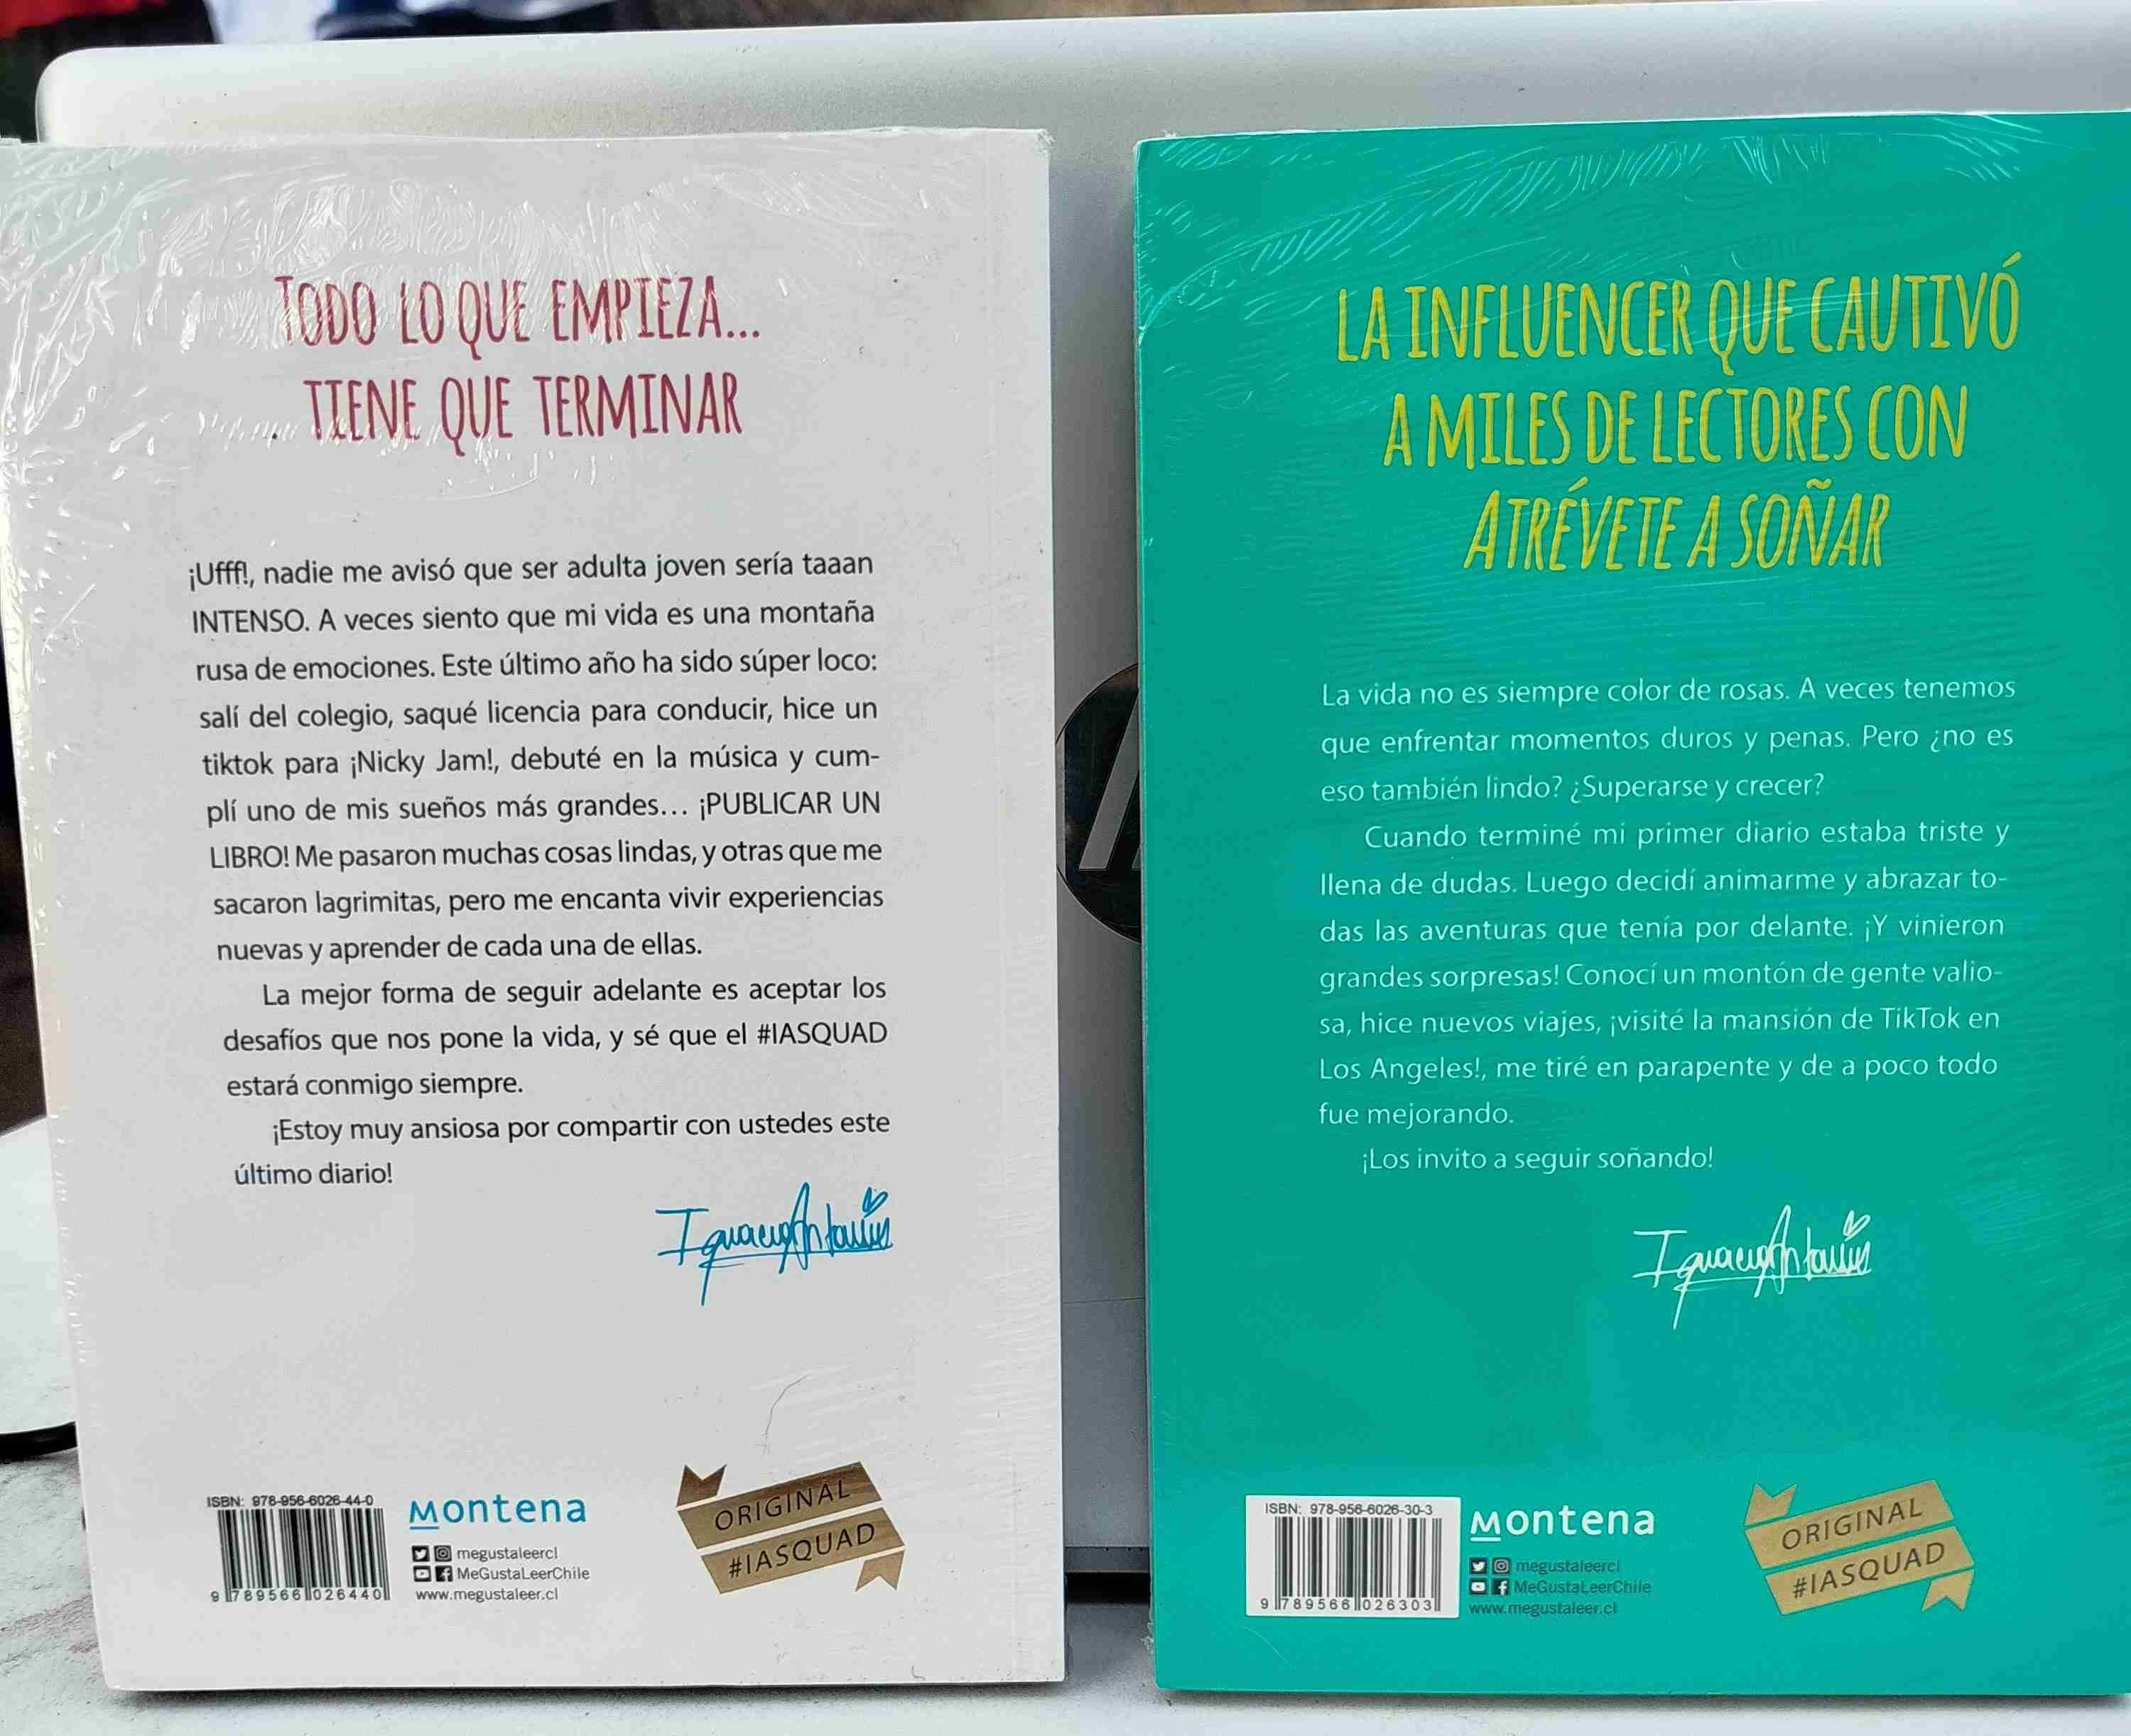 TODO LO QUE EMPIEZA...
TIENE QUE TERMINAR
¡Ufff!, nadie me avisó que ser adulta joven sería taaan
INTENSO. A veces siento que mi vida es una montaña
rusa de emociones. Este último año ha sido súper loco:
salí del colegio, saqué licencia para conducir, hice un
tiktok para ¡Nicky Jam!, debuté en la música y cum-
plí uno de mis sueños más grandes... ¡PUBLICAR UN
LIBRO! Me pasaron muchas cosas lindas, y otras que me
sacaron lagrimitas, pero me encanta vivir experiencias
nuevas y aprender de cada una de ellas.
La mejor forma de seguir adelante es aceptar los
desafíos que nos pone la vida, y sé que el #IASQUAD
estará conmigo siempre.
¡Estoy muy ansiosa por compartir con ustedes este
último diario!
Ignacia Antonia
ISBN: 978-956-6026-44-0
9 789566 026440
Montena
megustaleercl
MeGustaLeerChile
www.megustaleer.cl
ORIGINAL
#IASQUAD
LA INFLUENCER QUE CAUTIVÓ
A MILES DE LECTORES CON
ATRÉVETE A SOÑAR
La vida no es siempre color de rosas. A veces tenemos
que enfrentar momentos duros y penas. Pero ¿no es
eso también lindo? ¿Superarse y crecer?
Cuando terminé mi primer diario estaba triste y
llena de dudas. Luego decidí animarme y abrazar to-
das las aventuras que tenía por delante. ¡Y vinieron
grandes sorpresas! Conocí un montón de gente valio-
sa, hice nuevos viajes, ¡visité la mansión de TikTok en
Los Angeles!, me tiré en parapente y de a poco todo
fue mejorando.
¡Los invito a seguir soñando!
Ignacia Antonia
ISBN: 978-956-6026-30-3
9 789566 026303
Montena
megustaleercl
MeGustaLeerChile
www.megustaleer.cl
ORIGINAL
#IASQUAD